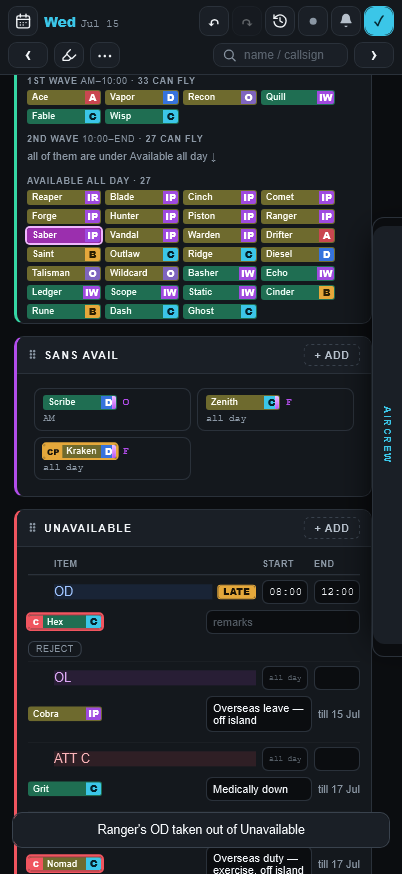 Wed Jul 15
name / callsign
1ST WAVE AM–10:00 · 33 CAN FLY
Ace A Vapor D Recon O Quill IW
Fable C Wisp C
2ND WAVE 10:00–END · 27 CAN FLY
all of them are under Available all day ↓
AVAILABLE ALL DAY · 27
Reaper IR Blade IP Cinch IP Comet IP
Forge IP Hunter IP Piston IP Ranger IP
Saber IP Vandal IP Warden IP Drifter A
Saint B Outlaw C Ridge C Diesel D
Talisman O Wildcard O Basher IW Echo IW
Ledger IW Scope IW Static IW Cinder B
Rune B Dash C Ghost C
SANS AVAIL + ADD
Scribe D O Zenith C F
AM all day
CP Kraken D F
all day
AIRCREW
UNAVAILABLE + ADD
ITEM START END
OD LATE 08:00 12:00
C Hex C remarks
REJECT
OL all day
Cobra IP Overseas leave — off island till 15 Jul
ATT C all day
Grit C Medically down till 17 Jul
Ranger's OD taken out of Unavailable
C Nomad C Overseas duty — exercise, off island till 17 Jul